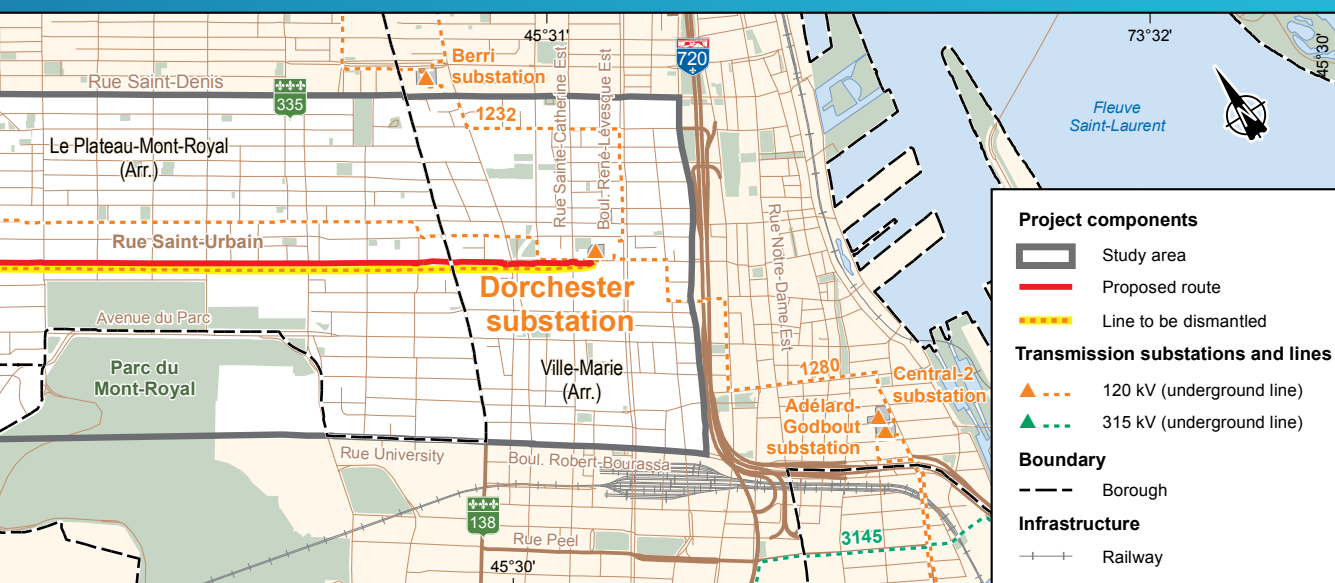 45°31'
73°32'
45°30'
Berri
substation
Rue Sainte-Catherine Est
Boul. René-Lévesque Est
720
Rue Saint-Denis
335
1232
Fleuve
Saint-Laurent
Le Plateau-Mont-Royal
(Arr.)
Rue Saint-Urbain
Rue Notre-Dame Est
Dorchester
substation
Avenue du Parc
Parc du
Mont-Royal
Ville-Marie
(Arr.)
1280
Central-2
substation
Adélard-
Godbout
substation
Rue University
Boul. Robert-Bourassa
138
Rue Peel
3145
45°30'
Project components
Study area
Proposed route
Line to be dismantled
Transmission substations and lines
120 kV (underground line)
315 kV (underground line)
Boundary
Borough
Infrastructure
Railway